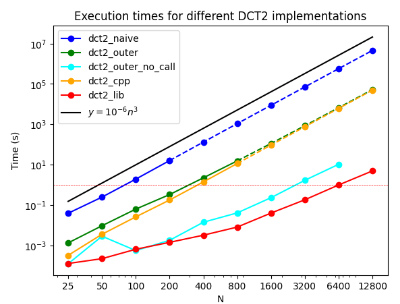 Execution times for different DCT2 implementations
dct2_naive
dct2_outer
dct2_outer_no_call
dct2_cpp
dct2_lib
y = 10⁻⁶n³
Time (s)
10⁷
10⁵
10³
10¹
10⁻¹
10⁻³
25 50 100 200 400 800 1600 3200 6400 12800
N